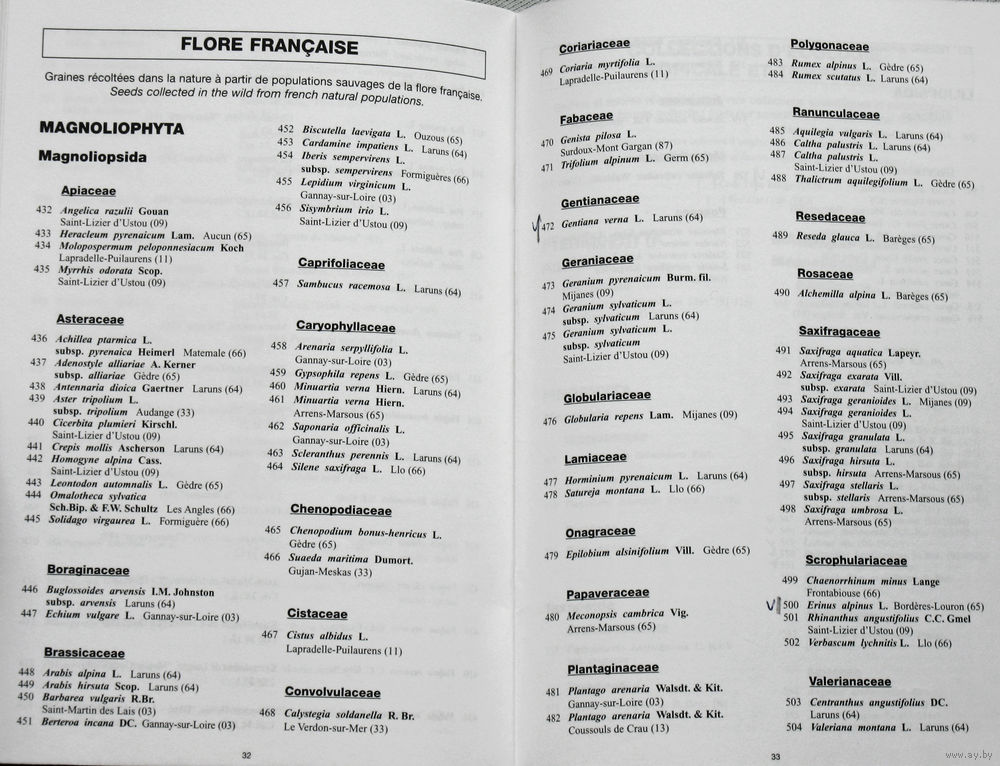 FLORE FRANÇAISE
Graines récoltées dans la nature à partir de populations sauvages de la flore française.
Seeds collected in the wild from french natural populations.
MAGNOLIOPHYTA
Magnoliopsida
Apiaceae
432 Angelica razulii Gouan
Saint-Lizier d'Ustou (09)
433 Heracleum pyrenaicum Lam. Aucun (65)
434 Molopospermum peloponnesiacum Koch
Lapradelle-Puilaurens (11)
435 Myrrhis odorata Scop.
Saint-Lizier d'Ustou (09)
Asteraceae
436 Achillea ptarmica L.
subsp. pyrenaica Heimerl Matemale (66)
437 Adenostyle alliariae A. Kerner
subsp. alliariae Gèdre (65)
438 Antennaria dioica Gaertner Laruns (64)
439 Aster tripolium L.
subsp. tripolium Audange (33)
440 Cicerbita plumieri Kirschl.
Saint-Lizier d'Ustou (09)
441 Crepis mollis Ascherson Laruns (64)
442 Homogyne alpina Cass.
Saint-Lizier d'Ustou (09)
443 Leontodon automnalis L. Gèdre (65)
444 Omalotheca sylvatica
Sch.Bip. & F.W. Schultz Les Angles (66)
445 Solidago virgaurea L. Formiguère (66)
Boraginaceae
446 Buglossoides arvensis I.M. Johnston
subsp. arvensis Laruns (64)
447 Echium vulgare L. Gannay-sur-Loire (03)
Brassicaceae
448 Arabis alpina L. Laruns (64)
449 Arabis hirsuta Scop. Laruns (64)
450 Barbarea vulgaris R.Br.
Saint-Martin des Lais (03)
451 Berteroa incana DC. Gannay-sur-Loire (03)
452 Biscutella laevigata L. Ouzous (65)
453 Cardamine impatiens L. Laruns (64)
454 Iberis sempervirens L.
subsp. sempervirens Formiguères (66)
455 Lepidium virginicum L.
Gannay-sur-Loire (03)
456 Sisymbrium irio L.
Saint-Lizier d'Ustou (09)
Caprifoliaceae
457 Sambucus racemosa L. Laruns (64)
Caryophyllaceae
458 Arenaria serpyllifolia L.
Gannay-sur-Loire (03)
459 Gypsophila repens L. Gèdre (65)
460 Minuartia verna Hiern. Laruns (64)
461 Minuartia verna Hiern.
Arrens-Marsous (65)
462 Saponaria officinalis L.
Gannay-sur-Loire (03)
463 Scleranthus perennis L. Laruns (64)
464 Silene saxifraga L. Llo (66)
Chenopodiaceae
465 Chenopodium bonus-henricus L.
Gèdre (65)
466 Suaeda maritima Dumort.
Gujan-Meskas (33)
Cistaceae
467 Cistus albidus L.
Lapradelle-Puilaurens (11)
Convolvulaceae
468 Calystegia soldanella R. Br.
Le Verdon-sur-Mer (33)
32
Coriariaceae
469 Coriaria myrtifolia L.
Lapradelle-Puilaurens (11)
Fabaceae
470 Genista pilosa L.
Surdoux-Mont Gargan (87)
471 Trifolium alpinum L. Germ (65)
Gentianaceae
472 Gentiana verna L. Laruns (64)
Geraniaceae
473 Geranium pyrenaicum Burm. fil.
Mijanes (09)
474 Geranium sylvaticum L.
subsp. sylvaticum Laruns (64)
475 Geranium sylvaticum L.
subsp. sylvaticum
Saint-Lizier d'Ustou (09)
Globulariaceae
476 Globularia repens Lam. Mijanes (09)
Lamiaceae
477 Horminium pyrenaicum L. Laruns (64)
478 Satureja montana L. Llo (66)
Onagraceae
479 Epilobium alsinifolium Vill. Gèdre (65)
Papaveraceae
480 Meconopsis cambrica Vig.
Arrens-Marsous (65)
Plantaginaceae
481 Plantago arenaria Walsdt. & Kit.
Gannay-sur-Loire (03)
482 Plantago arenaria Walsdt. & Kit.
Coussouls de Crau (13)
Polygonaceae
483 Rumex alpinus L. Gèdre (65)
484 Rumex scutatus L. Laruns (64)
Ranunculaceae
485 Aquilegia vulgaris L. Laruns (64)
486 Caltha palustris L. Laruns (64)
487 Caltha palustris L.
Saint-Lizier d'Ustou (09)
488 Thalictrum aquilegifolium L. Gèdre (65)
Resedaceae
489 Reseda glauca L. Barèges (65)
Rosaceae
490 Alchemilla alpina L. Barèges (65)
Saxifragaceae
491 Saxifraga aquatica Lapeyr.
Arrens-Marsous (65)
492 Saxifraga exarata Vill.
subsp. exarata Saint-Lizier d'Ustou (09)
493 Saxifraga geranioides L. Mijanes (09)
494 Saxifraga geranioides L.
Saint-Lizier d'Ustou (09)
495 Saxifraga granulata L.
subsp. granulata Laruns (64)
496 Saxifraga hirsuta L.
subsp. hirsuta Arrens-Marsous (65)
497 Saxifraga stellaris L.
subsp. stellaris Arrens-Marsous (65)
498 Saxifraga umbrosa L.
Arrens-Marsous (65)
Scrophulariaceae
499 Chaenorrhinum minus Lange
Frontabiouse (66)
500 Erinus alpinus L. Bordères-Louron (65)
501 Rhinanthus angustifolius C.C. Gmel
Saint-Lizier d'Ustou (09)
502 Verbascum lychnitis L. Llo (66)
Valerianaceae
503 Centranthus angustifolius DC.
Laruns (64)
504 Valeriana montana L. Laruns (64)
33
www.ay.by